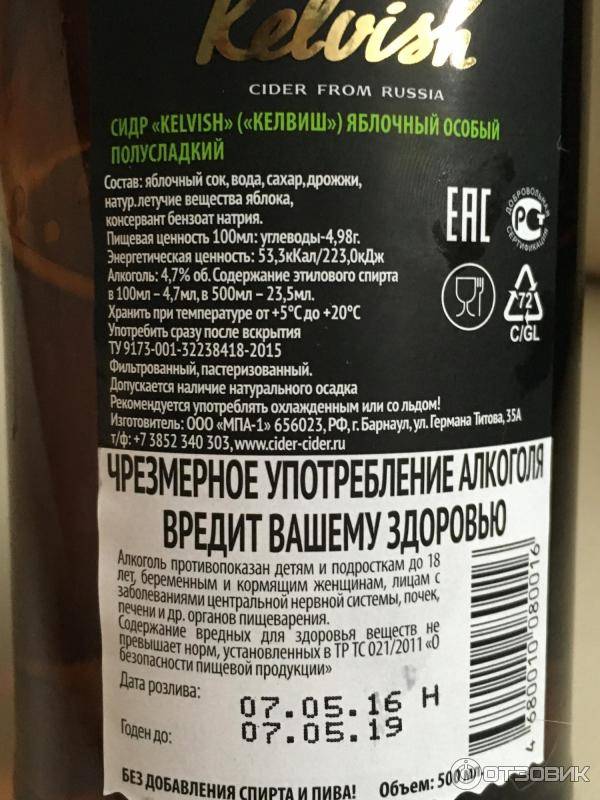 Kelvish
CIDER FROM RUSSIA
СИДР «KELVISH» («КЕЛВИШ») ЯБЛОЧНЫЙ ОСОБЫЙ
ПОЛУСЛАДКИЙ
Состав: яблочный сок, вода, сахар, дрожжи,
натур.летучие вещества яблока,
консервант бензоат натрия.
Пищевая ценность 100мл: углеводы-4,98г.
Энергетическая ценность: 53,3кКал/223,0кДж
Алкоголь: 4,7% об. Содержание этилового спирта
в 100мл – 4,7мл, в 500мл – 23,5мл.
Хранить при температуре от +5°С до +20°С
Употребить сразу после вскрытия
ТУ 9173-001-32238418-2015
Фильтрованный, пастеризованный.
Допускается наличие натурального осадка
Рекомендуется употреблять охлажденным или со льдом!
Изготовитель: ООО «МПА-1» 656023, РФ, г. Барнаул, ул. Германа Титова, 35А
т/ф: +7 3852 340 303, www.cider-cider.ru
EAC
ДОБРОВОЛЬНАЯ
РСТ
СЕРТИФИКАЦИЯ
72
C/GL
ЧРЕЗМЕРНОЕ УПОТРЕБЛЕНИЕ АЛКОГОЛЯ
ВРЕДИТ ВАШЕМУ ЗДОРОВЬЮ
Алкоголь противопоказан детям и подросткам до 18
лет, беременным и кормящим женщинам, лицам с
заболеваниями центральной нервной системы, почек,
печени и др. органов пищеварения.
Содержание вредных для здоровья веществ не
превышает норм, установленных в ТР ТС 021/2011 «О
безопасности пищевой продукции»
Дата розлива:
07.05.16 Н
Годен до:
07.05.19
4 680010 080016
БЕЗ ДОБАВЛЕНИЯ СПИРТА И ПИВА! Объем: 500мл
ОТЗОВИК